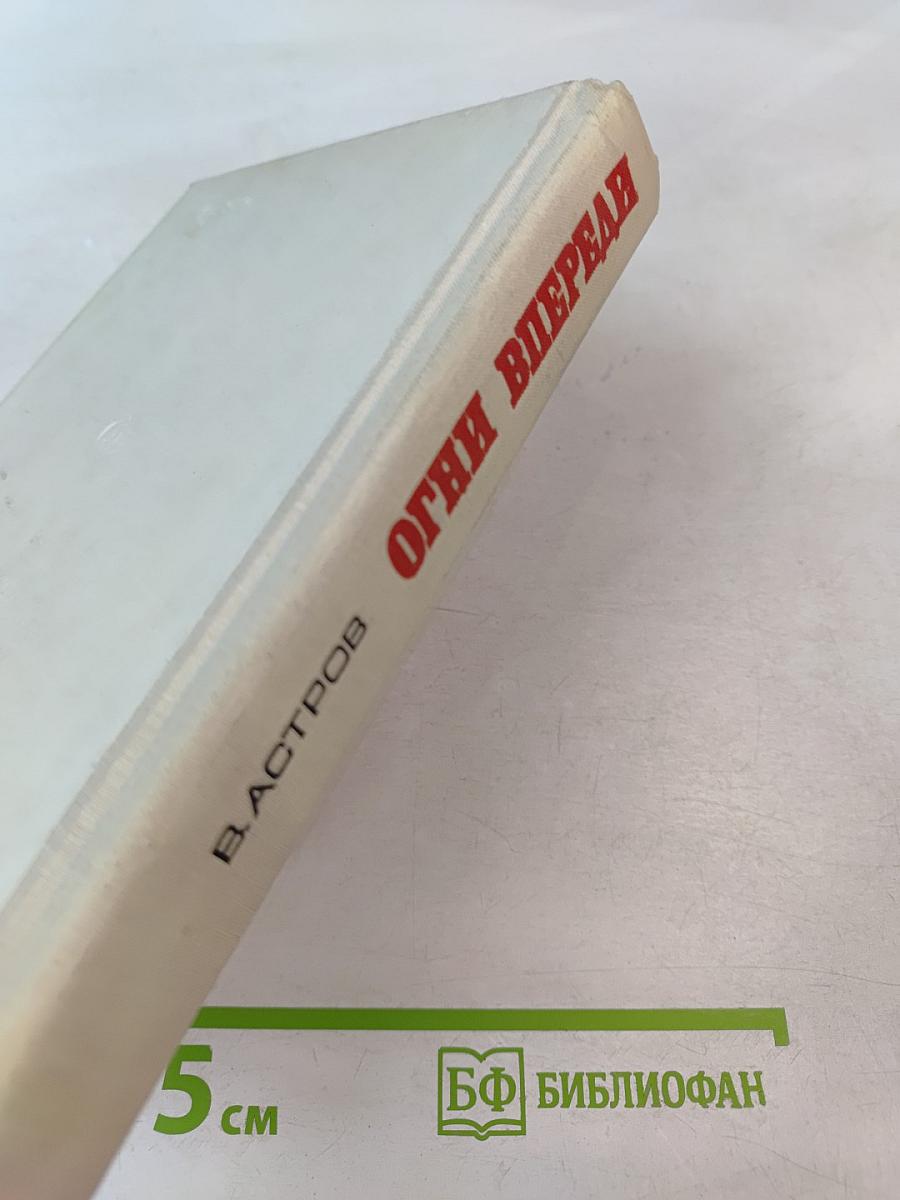 В. АСТРОВ ОГНИ ВПЕРЕДИ
5 см
БФ БИБЛИОФАН